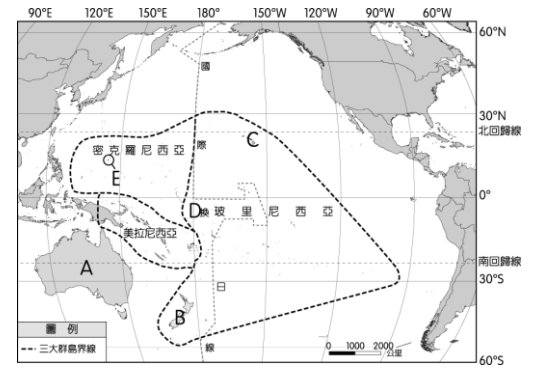 90°E 120°E 150°E 180° 150°W 120°W 90°W 60°W
60°N
國
30°N
北回歸線
C
際
密克羅尼西亞
E
0°
D
換
玻里尼西亞
美拉尼西亞
南回歸線
A
30°S
日
B
圖例
三大群島界線
0 1000 2000 公里
線
60°S